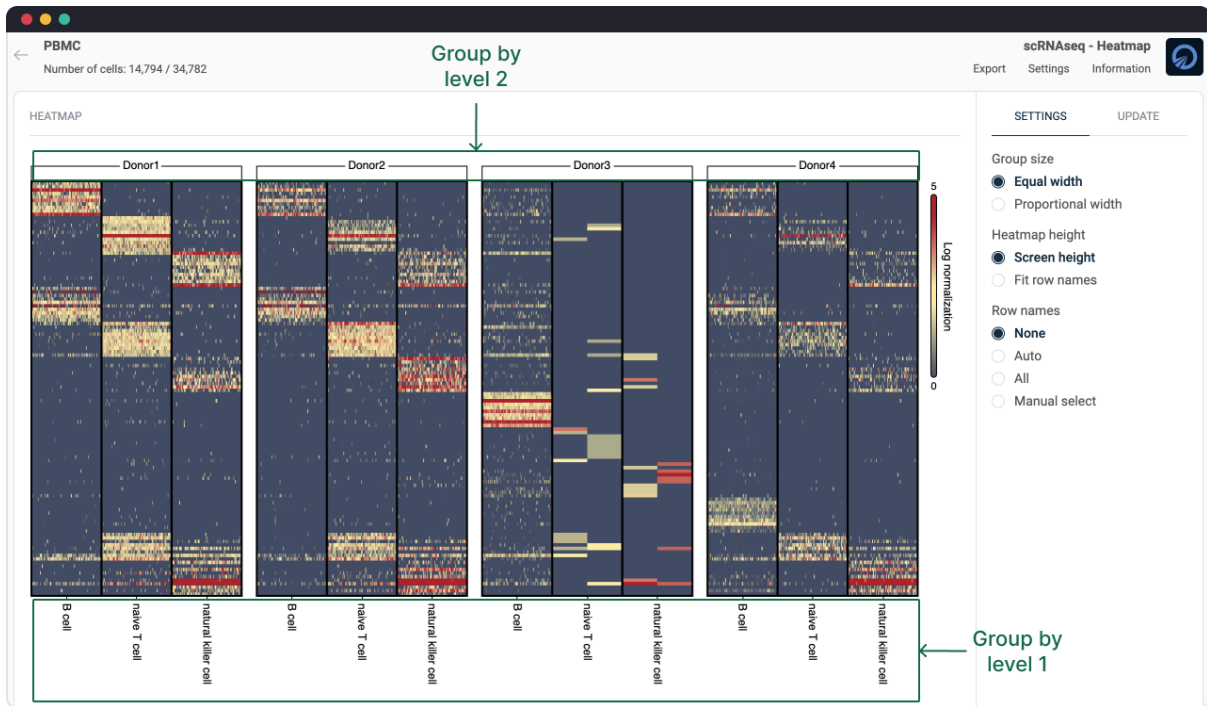 PBMC
Number of cells: 14,794 / 34,782
Group by
level 2
scRNAseq - Heatmap
Export Settings Information
HEATMAP
SETTINGS UPDATE
Donor1 Donor2 Donor3 Donor4
5
Log normalization
0
Group size
Equal width
Proportional width
Heatmap height
Screen height
Fit row names
Row names
None
Auto
All
Manual select
B cell
naive T cell
natural killer cell
B cell
naive T cell
natural killer cell
B cell
naive T cell
natural killer cell
B cell
naive T cell
natural killer cell
Group by
level 1